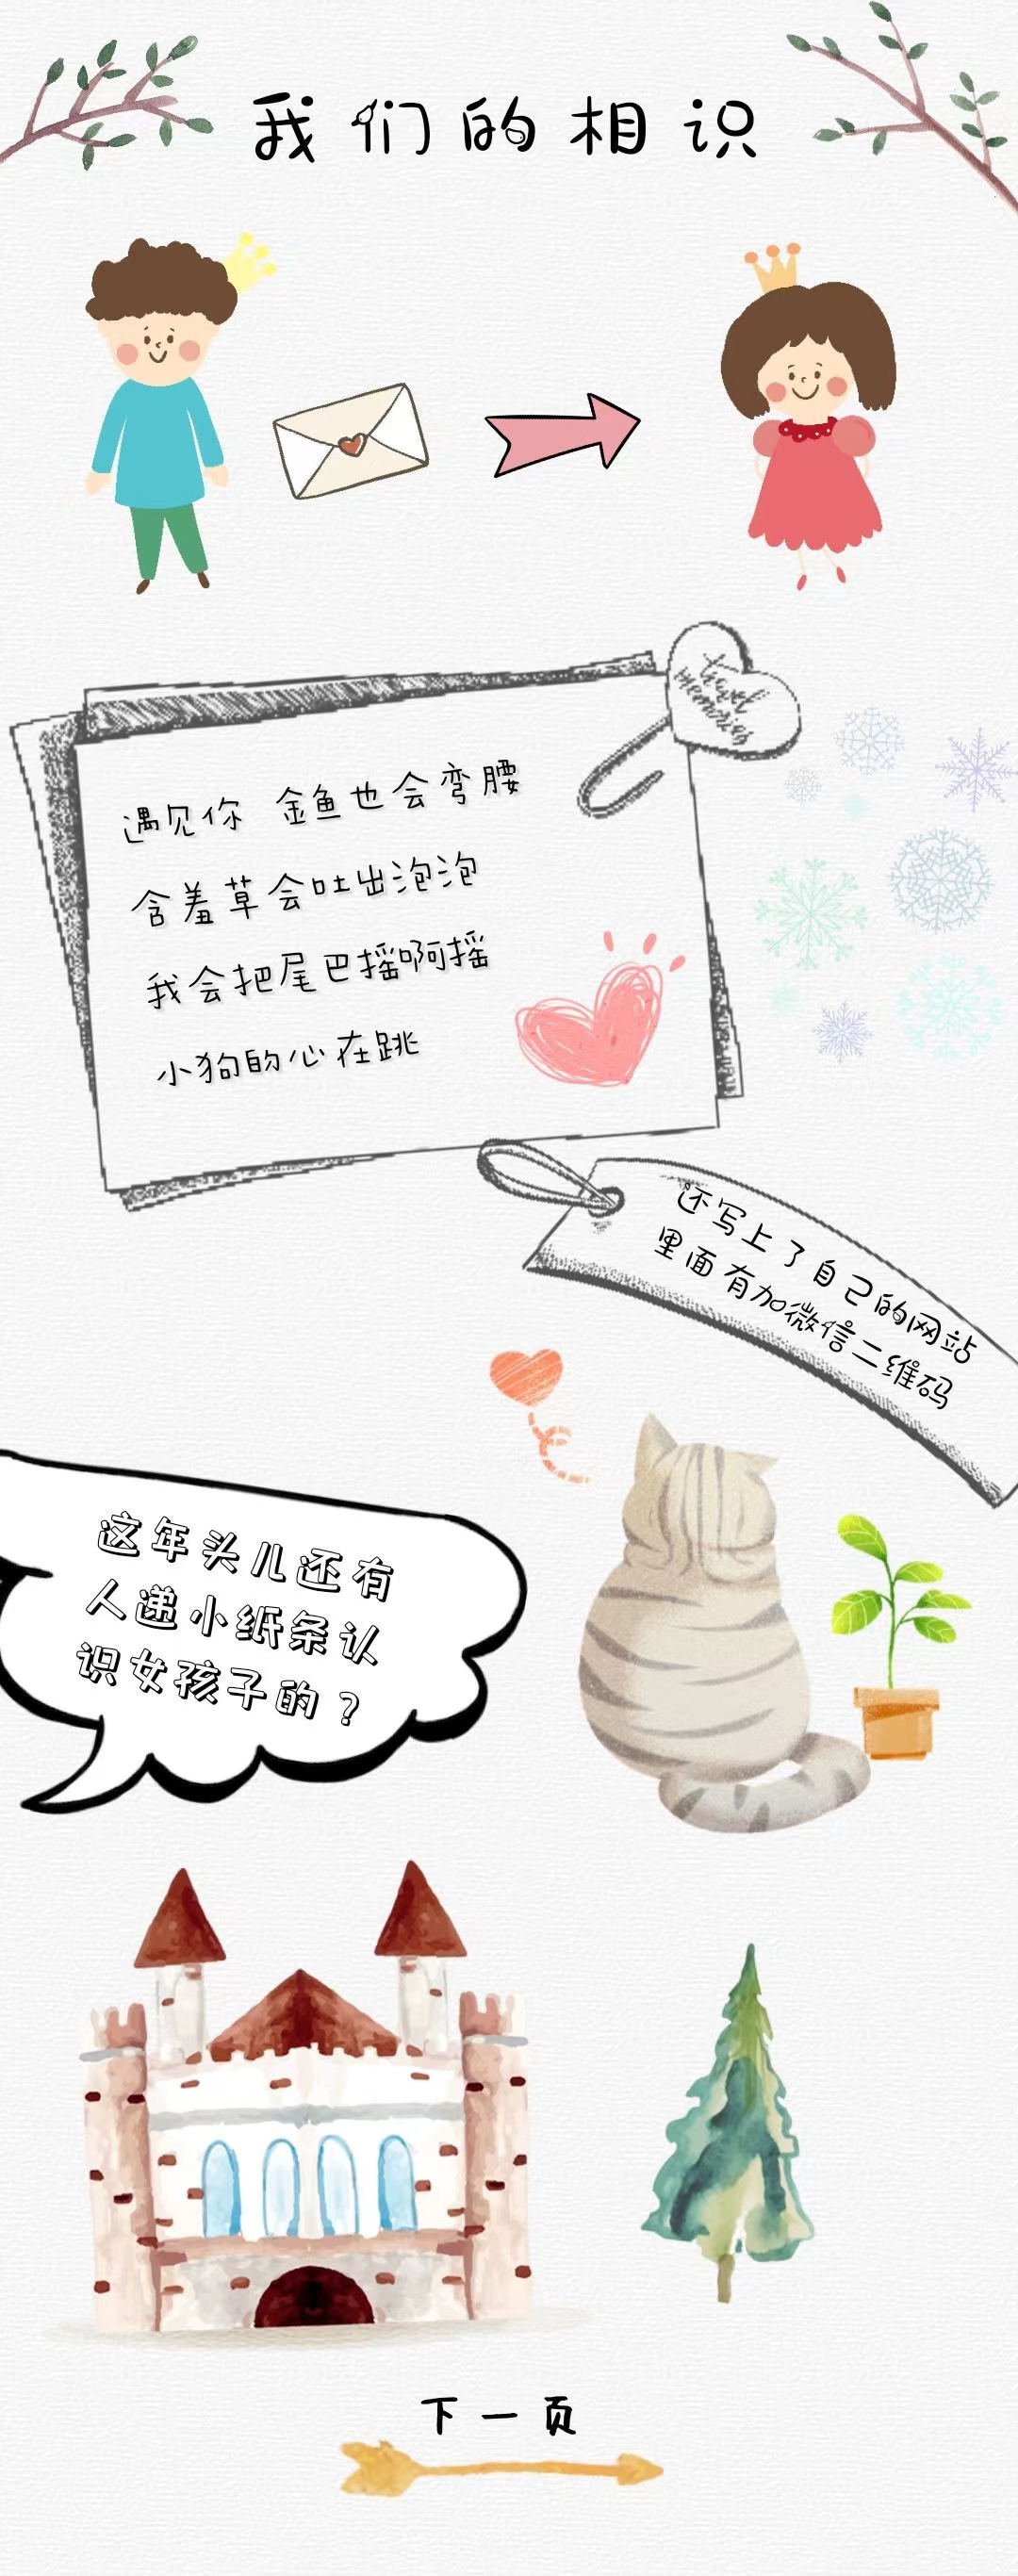 我们的相识
travel
memories
遇见你 金鱼也会弯腰
含羞草会吐出泡泡
我会把尾巴摇啊摇
小狗的心在跳
还写上了自己的网站
里面有加微信二维码
这年头儿还有
人递小纸条认
识女孩子的？
下一页